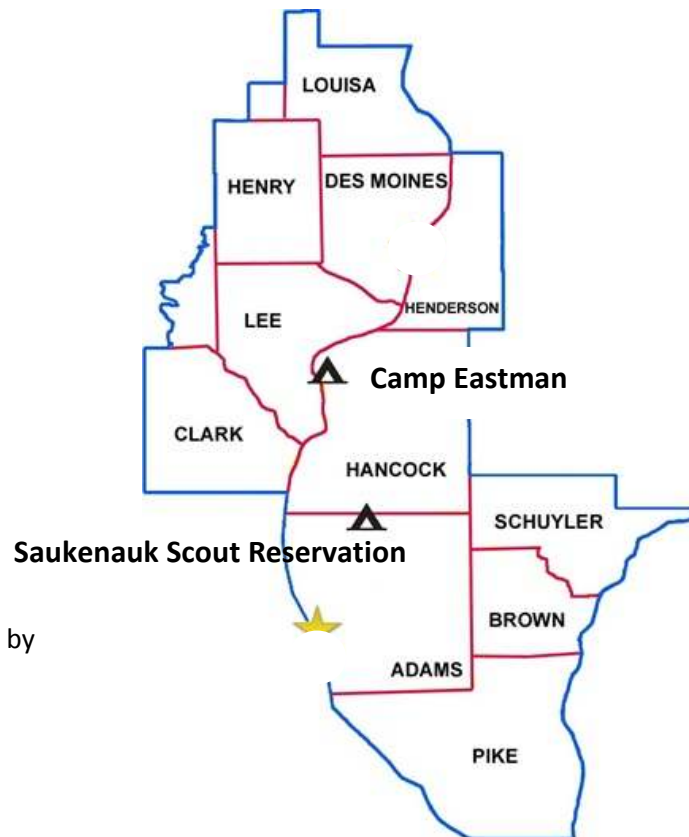 LOUISA
HENRY
DES MOINES
HENDERSON
LEE
Camp Eastman
CLARK
HANCOCK
SCHUYLER
Saukenauk Scout Reservation
BROWN
by
ADAMS
PIKE